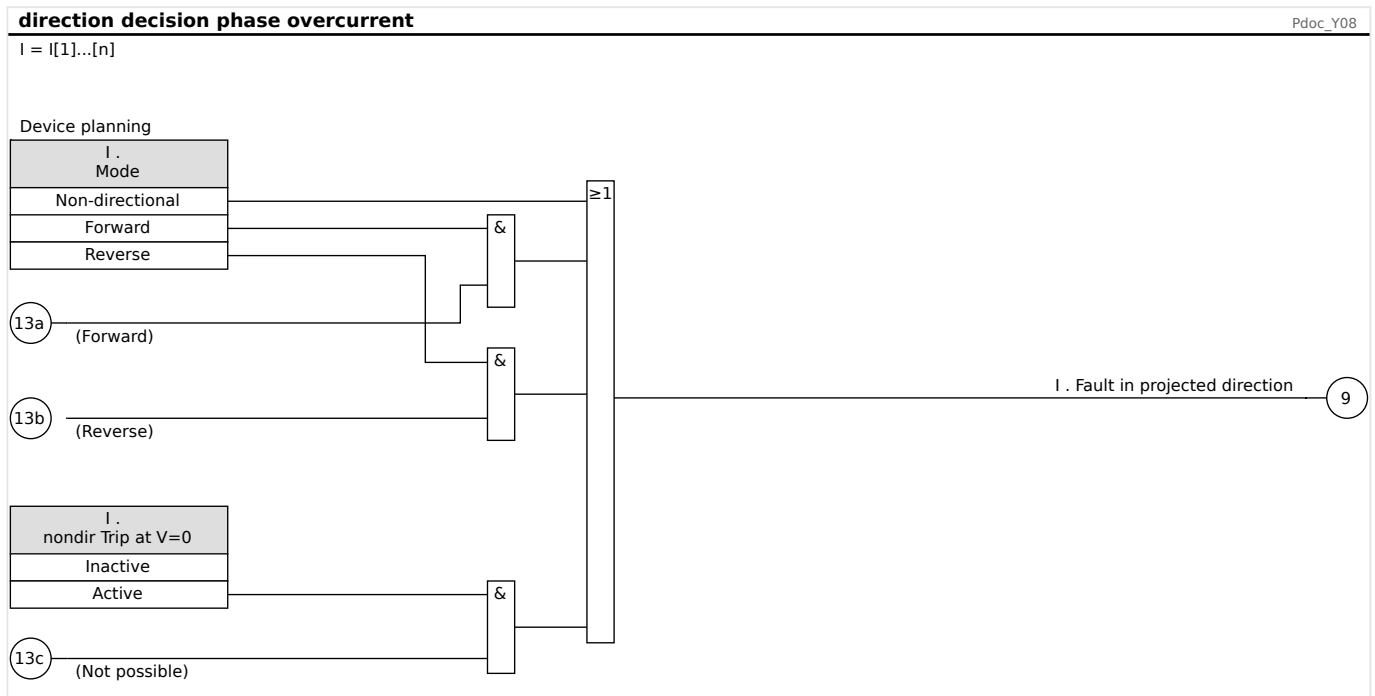 direction decision phase overcurrent
Pdoc_Y08
I = I[1]...[n]
Device planning
I .
Mode
Non-directional
Forward
Reverse
≥1
&
13a
(Forward)
&
13b
(Reverse)
I . Fault in projected direction
9
I .
nondir Trip at V=0
Inactive
Active
&
13c
(Not possible)